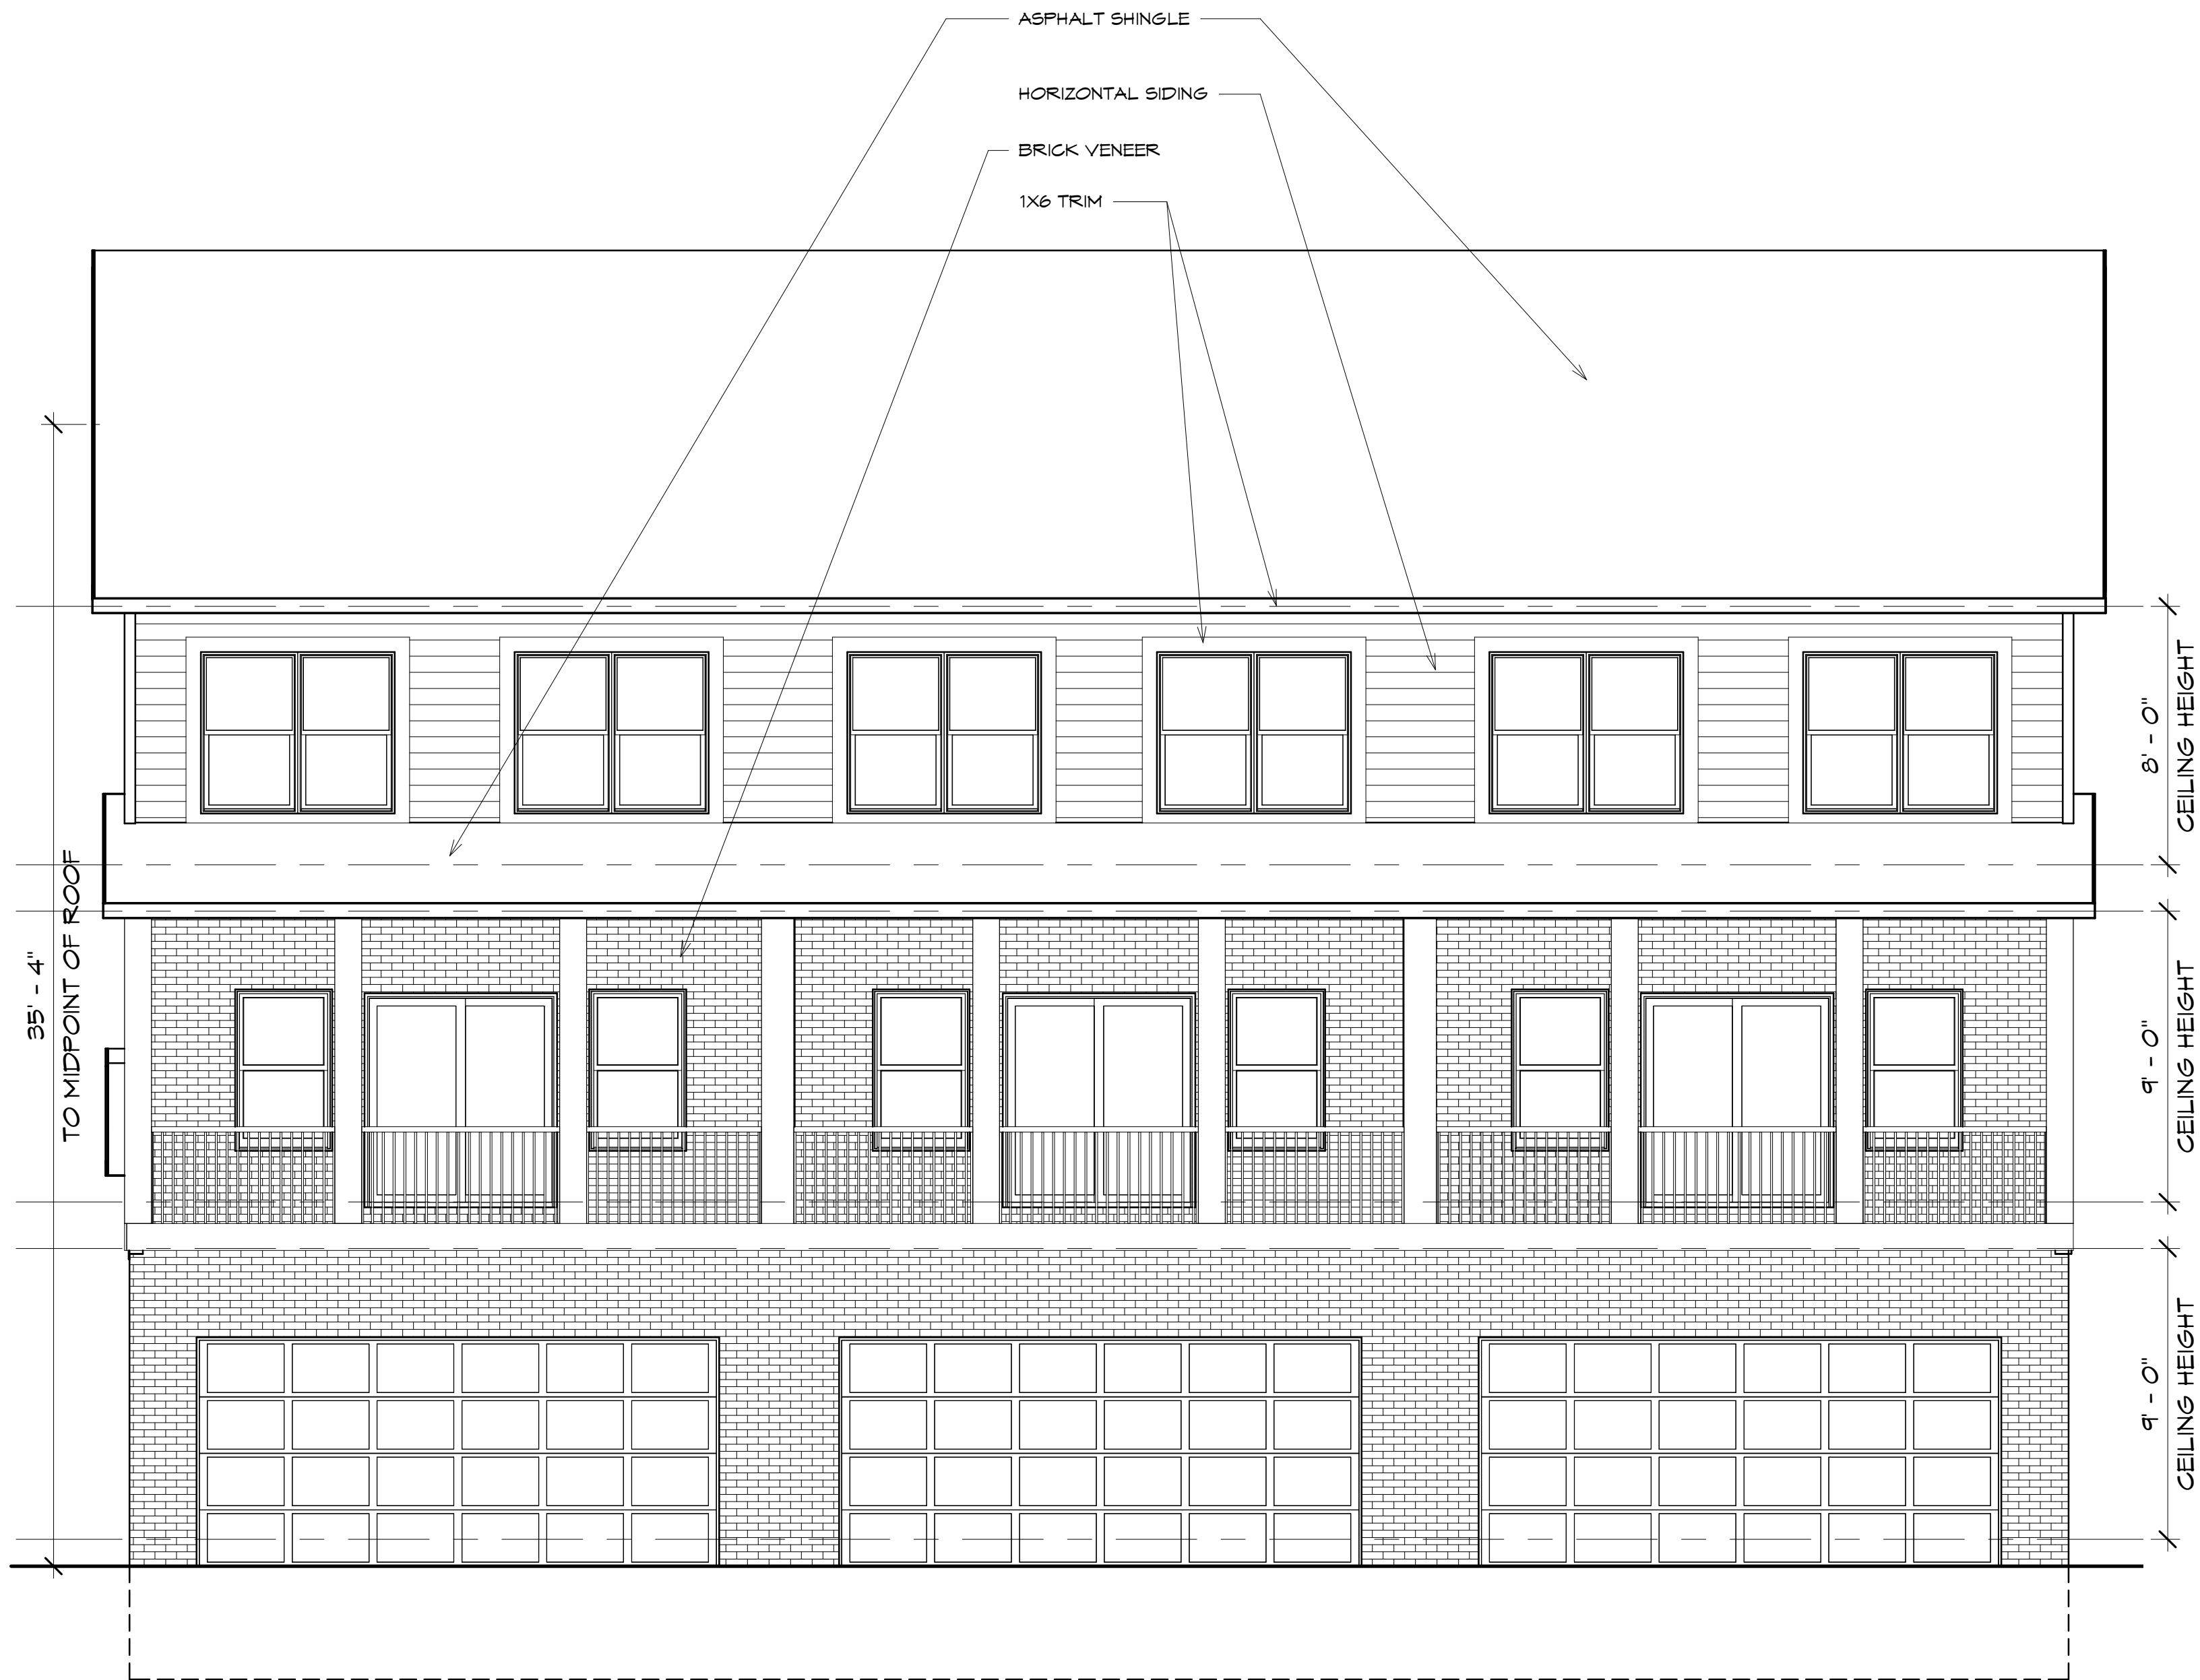 ASPHALT SHINGLE
HORIZONTAL SIDING
BRICK VENEER
1X6 TRIM
35' - 4"
TO MIDPOINT OF ROOF
8' - 0"
CEILING HEIGHT
9' - 0"
CEILING HEIGHT
9' - 0"
CEILING HEIGHT